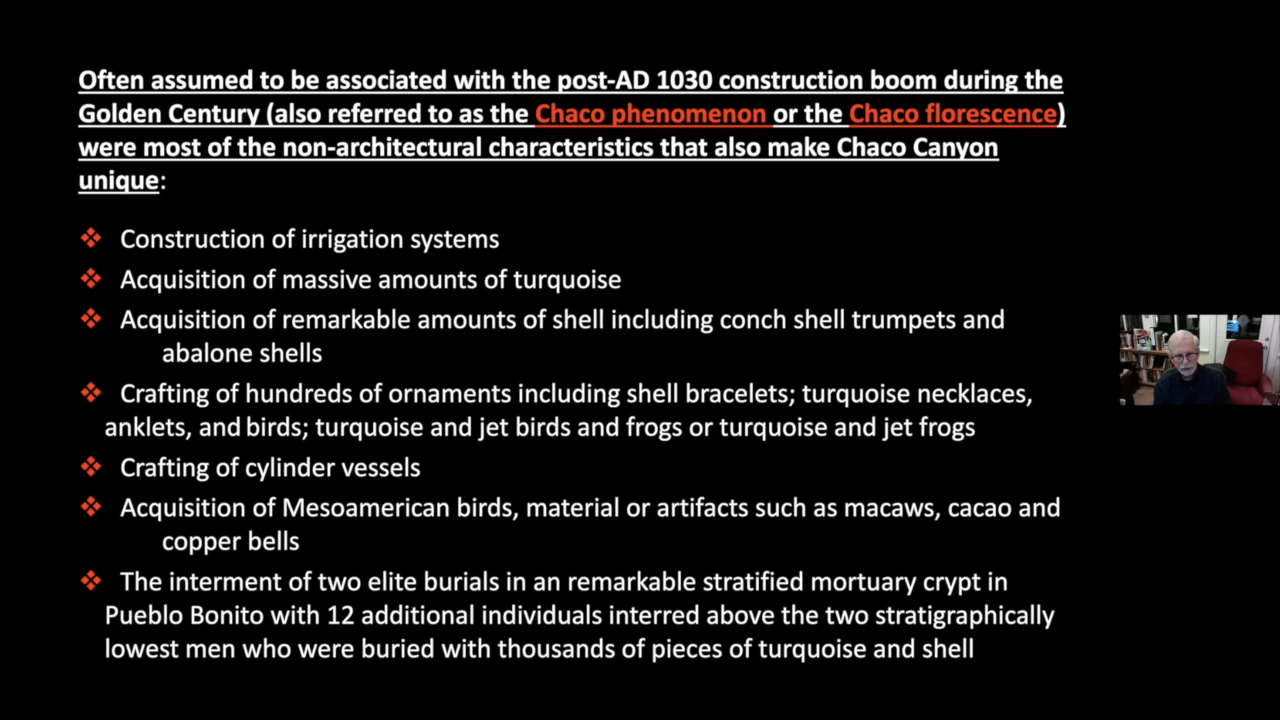 Often assumed to be associated with the post-AD 1030 construction boom during the
Golden Century (also referred to as the Chaco phenomenon or the Chaco florescence)
were most of the non-architectural characteristics that also make Chaco Canyon
unique:
❖ Construction of irrigation systems
❖ Acquisition of massive amounts of turquoise
❖ Acquisition of remarkable amounts of shell including conch shell trumpets and
abalone shells
❖ Crafting of hundreds of ornaments including shell bracelets; turquoise necklaces,
anklets, and birds; turquoise and jet birds and frogs or turquoise and jet frogs
❖ Crafting of cylinder vessels
❖ Acquisition of Mesoamerican birds, material or artifacts such as macaws, cacao and
copper bells
❖ The interment of two elite burials in an remarkable stratified mortuary crypt in
Pueblo Bonito with 12 additional individuals interred above the two stratigraphically
lowest men who were buried with thousands of pieces of turquoise and shell